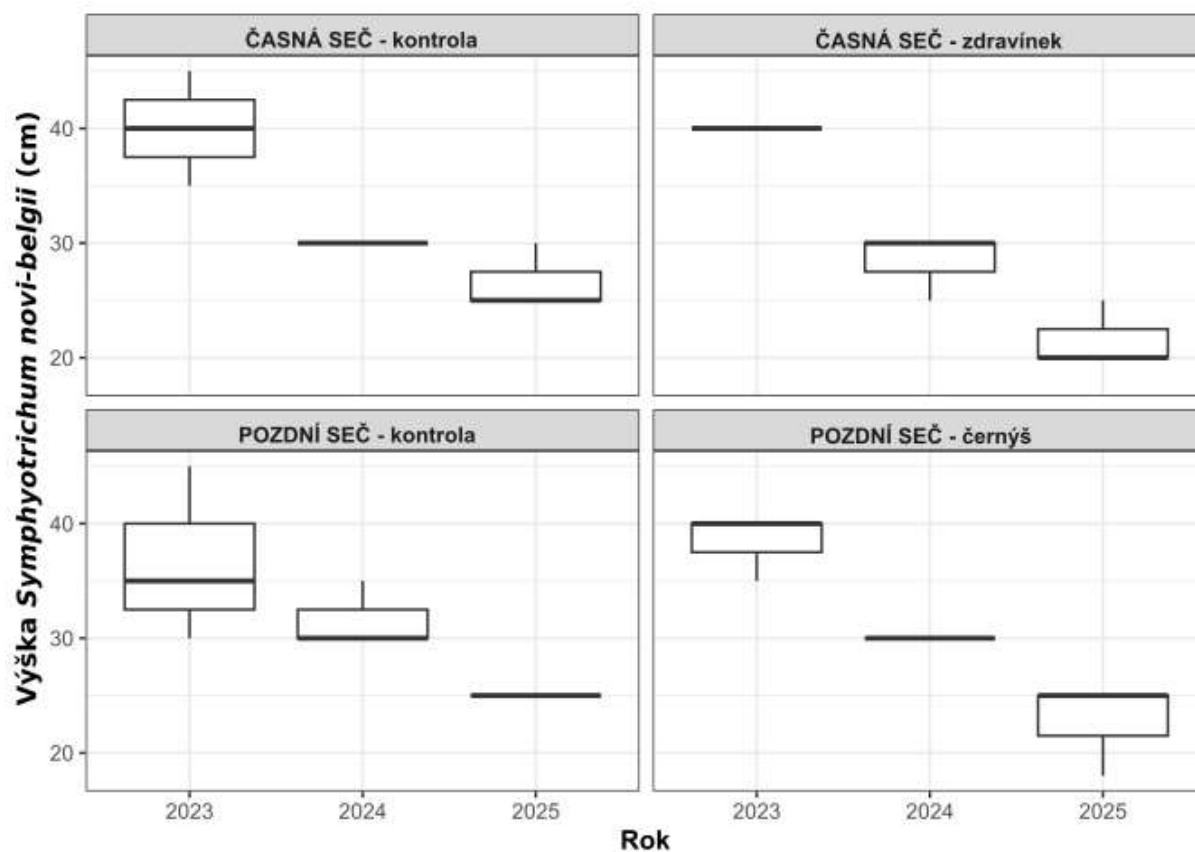 ČASNÁ SEČ - kontrola
ČASNÁ SEČ - zdravínek
40
30
20
POZDNÍ SEČ - kontrola
POZDNÍ SEČ - černýš
40
30
20
2023
2024
2025
2023
2024
2025
Rok
Výška Symphyotrichum novi-belgii (cm)